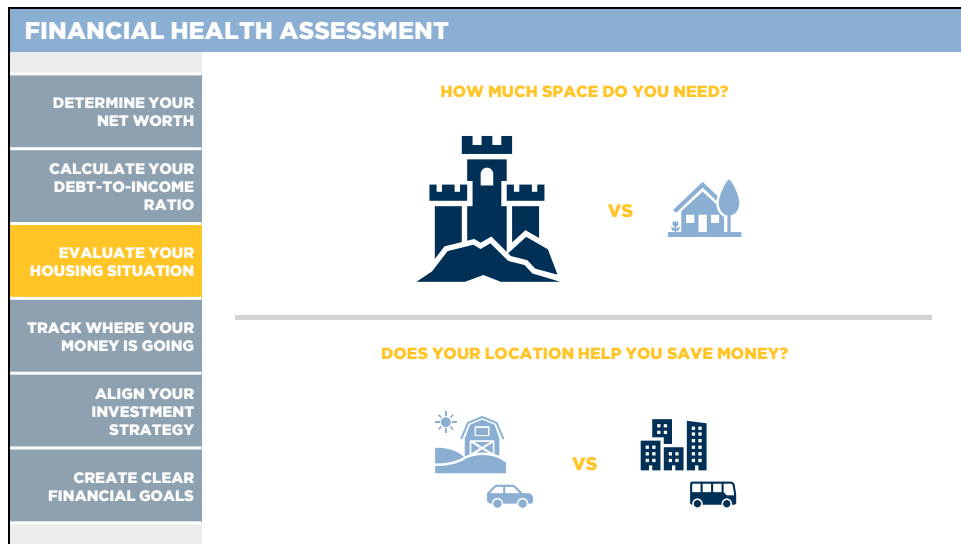 FINANCIAL HEALTH ASSESSMENT
DETERMINE YOUR
NET WORTH
CALCULATE YOUR
DEBT-TO-INCOME
RATIO
EVALUATE YOUR
HOUSING SITUATION
TRACK WHERE YOUR
MONEY IS GOING
ALIGN YOUR
INVESTMENT
STRATEGY
CREATE CLEAR
FINANCIAL GOALS
HOW MUCH SPACE DO YOU NEED?
VS
DOES YOUR LOCATION HELP YOU SAVE MONEY?
VS